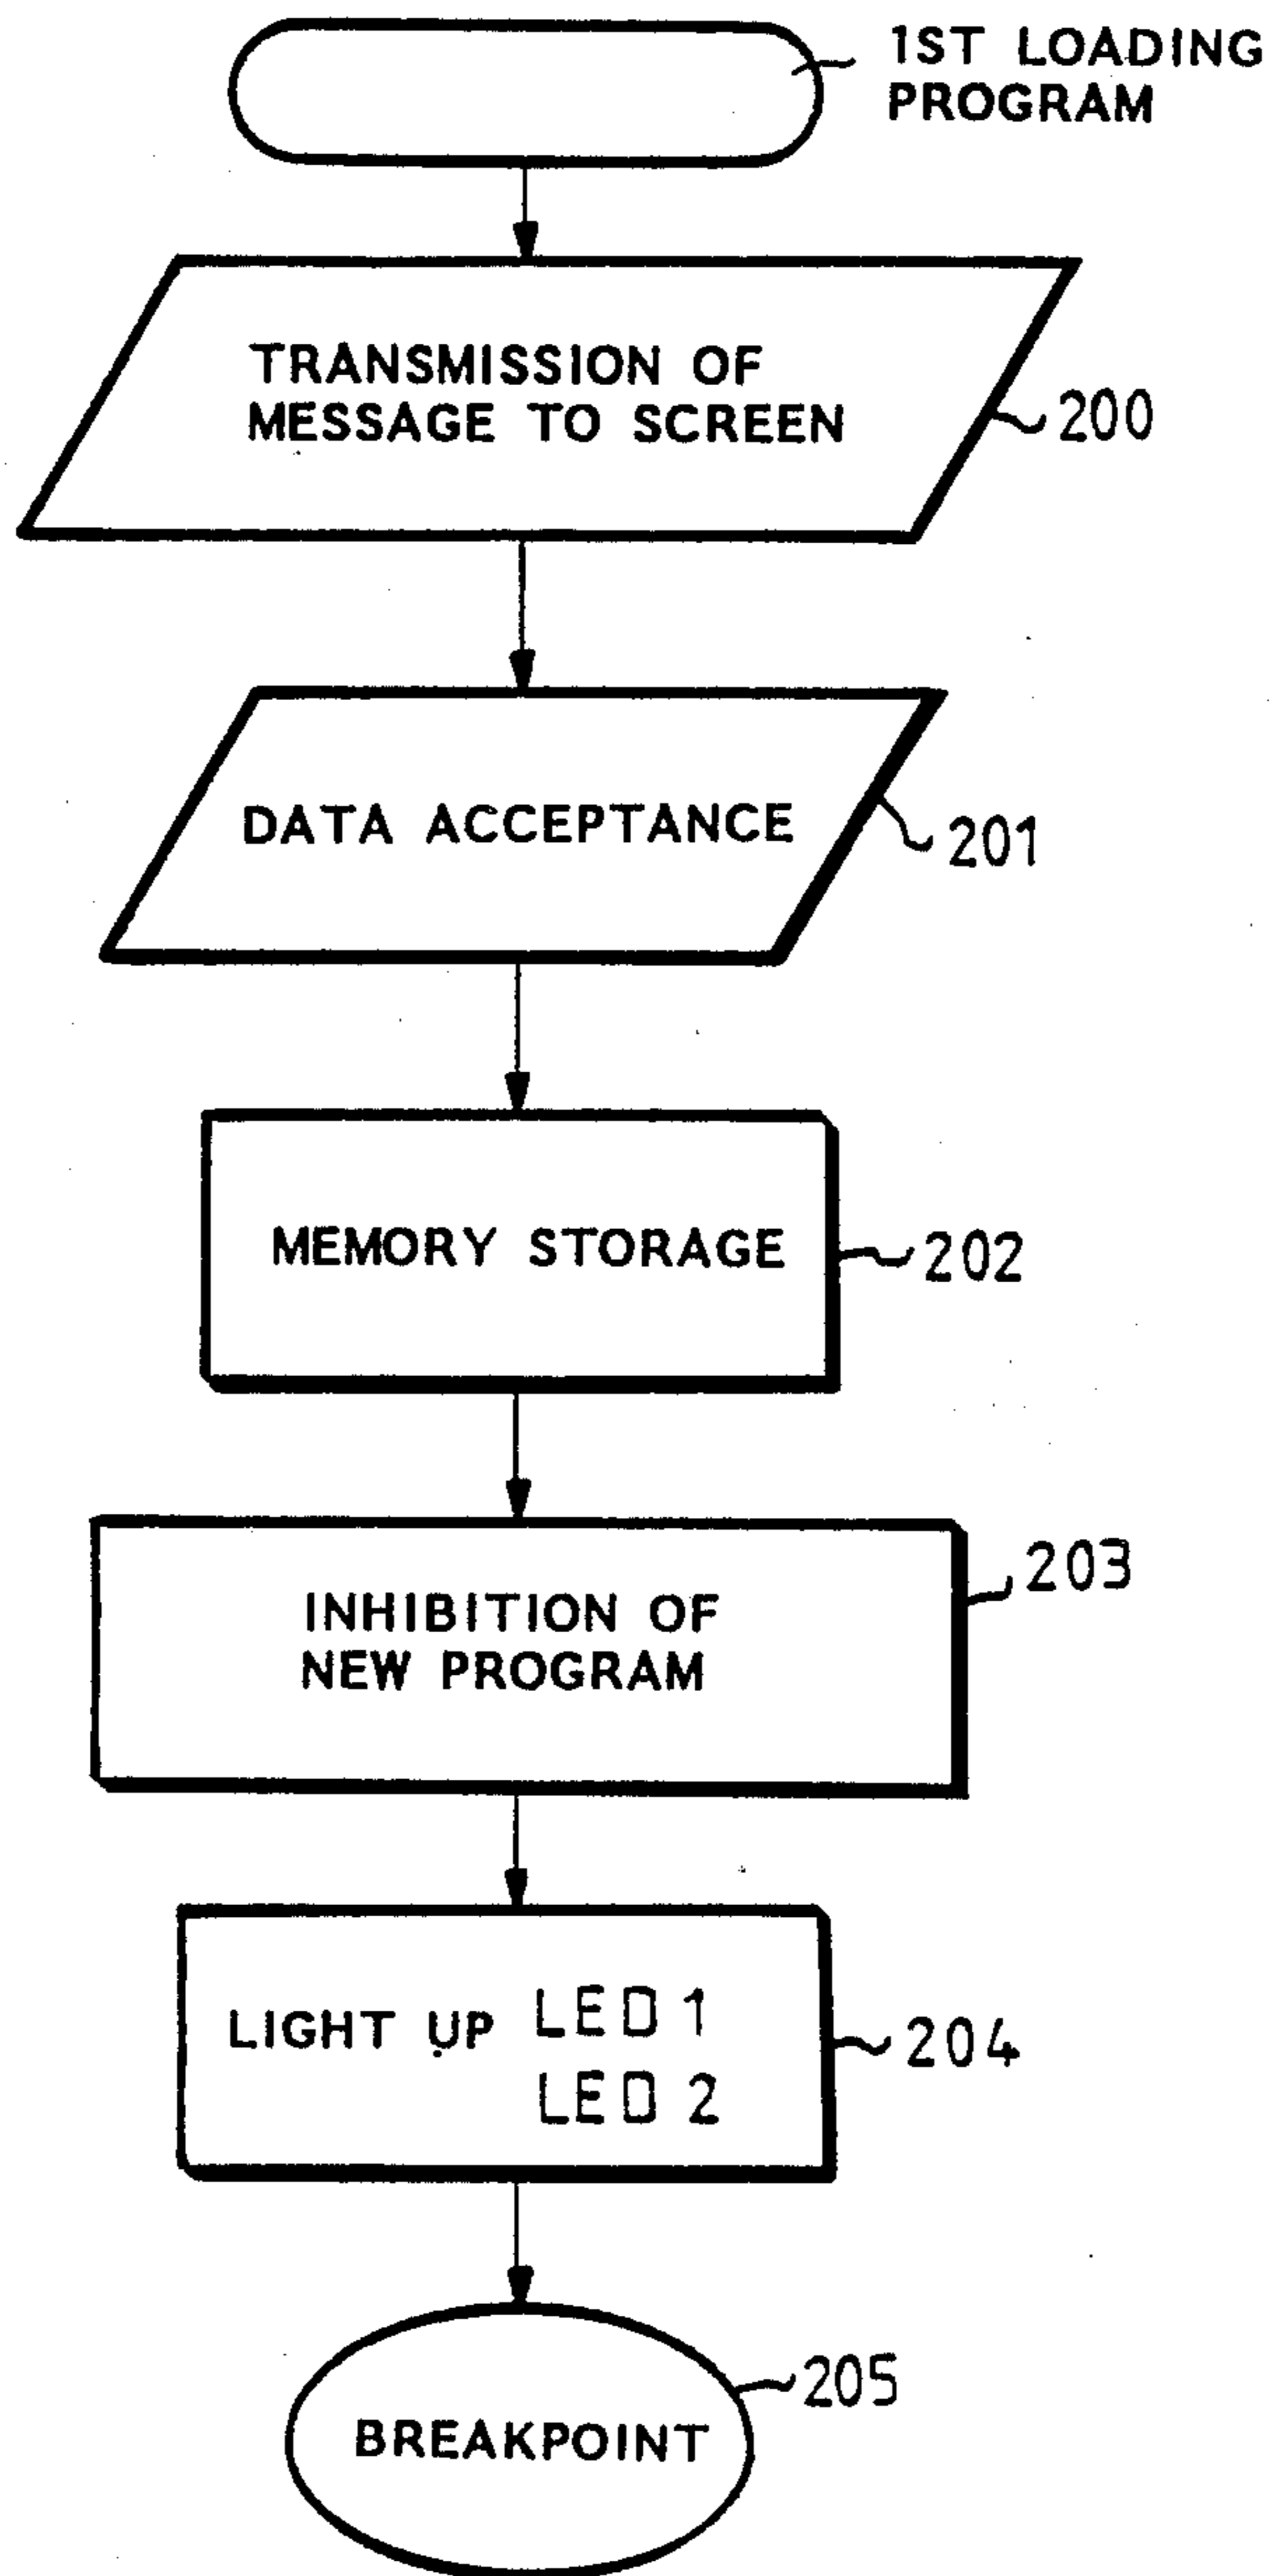 1ST LOADING
PROGRAM
TRANSMISSION OF
MESSAGE TO SCREEN
200
DATA ACCEPTANCE
201
MEMORY STORAGE
202
203
INHIBITION OF
NEW PROGRAM
LIGHT UP LED 1
LED 2
204
205
BREAKPOINT